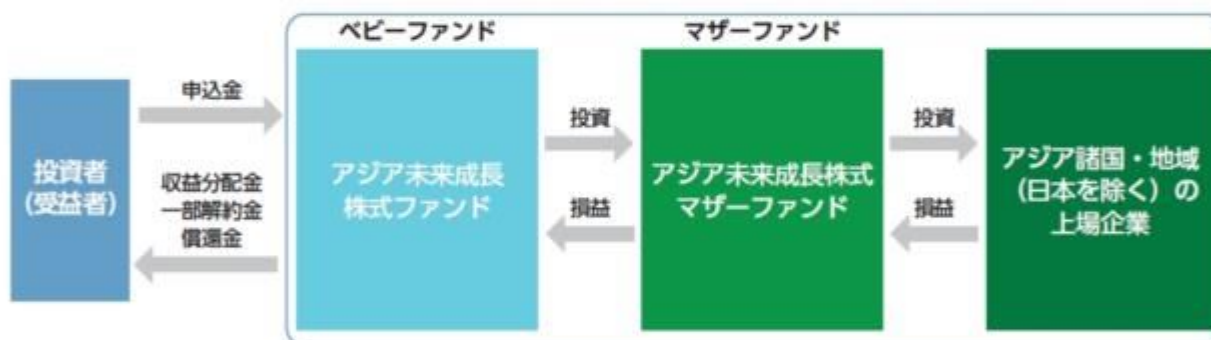 ベビーファンド
マザーファンド
投資者
(受益者)
申込金
収益分配金
一部解約金
償還金
アジア未来成長
株式ファンド
投資
損益
アジア未来成長株式
マザーファンド
投資
損益
アジア諸国・地域
(日本を除く)の
上場企業